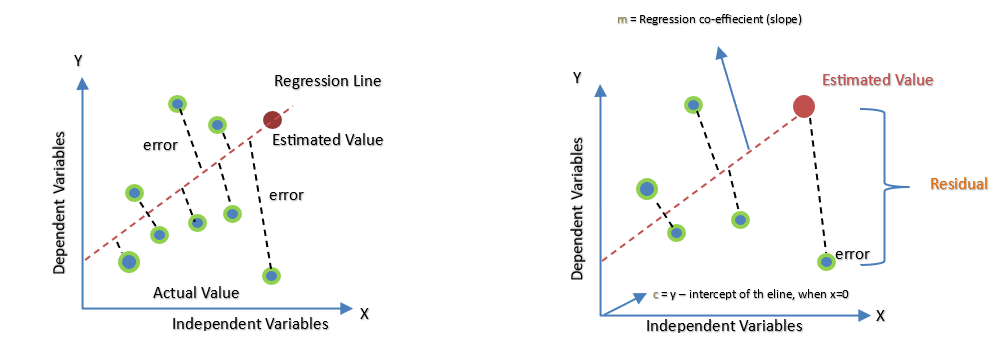 Y
Regression Line
Estimated Value
error
error
Dependent Variables
Actual Value
X
Independent Variables
m = Regression co-effiecient (slope)
Y
Estimated Value
Dependent Variables
Residual
error
c = y – intercept of th eline, when x=0
X
Independent Variables